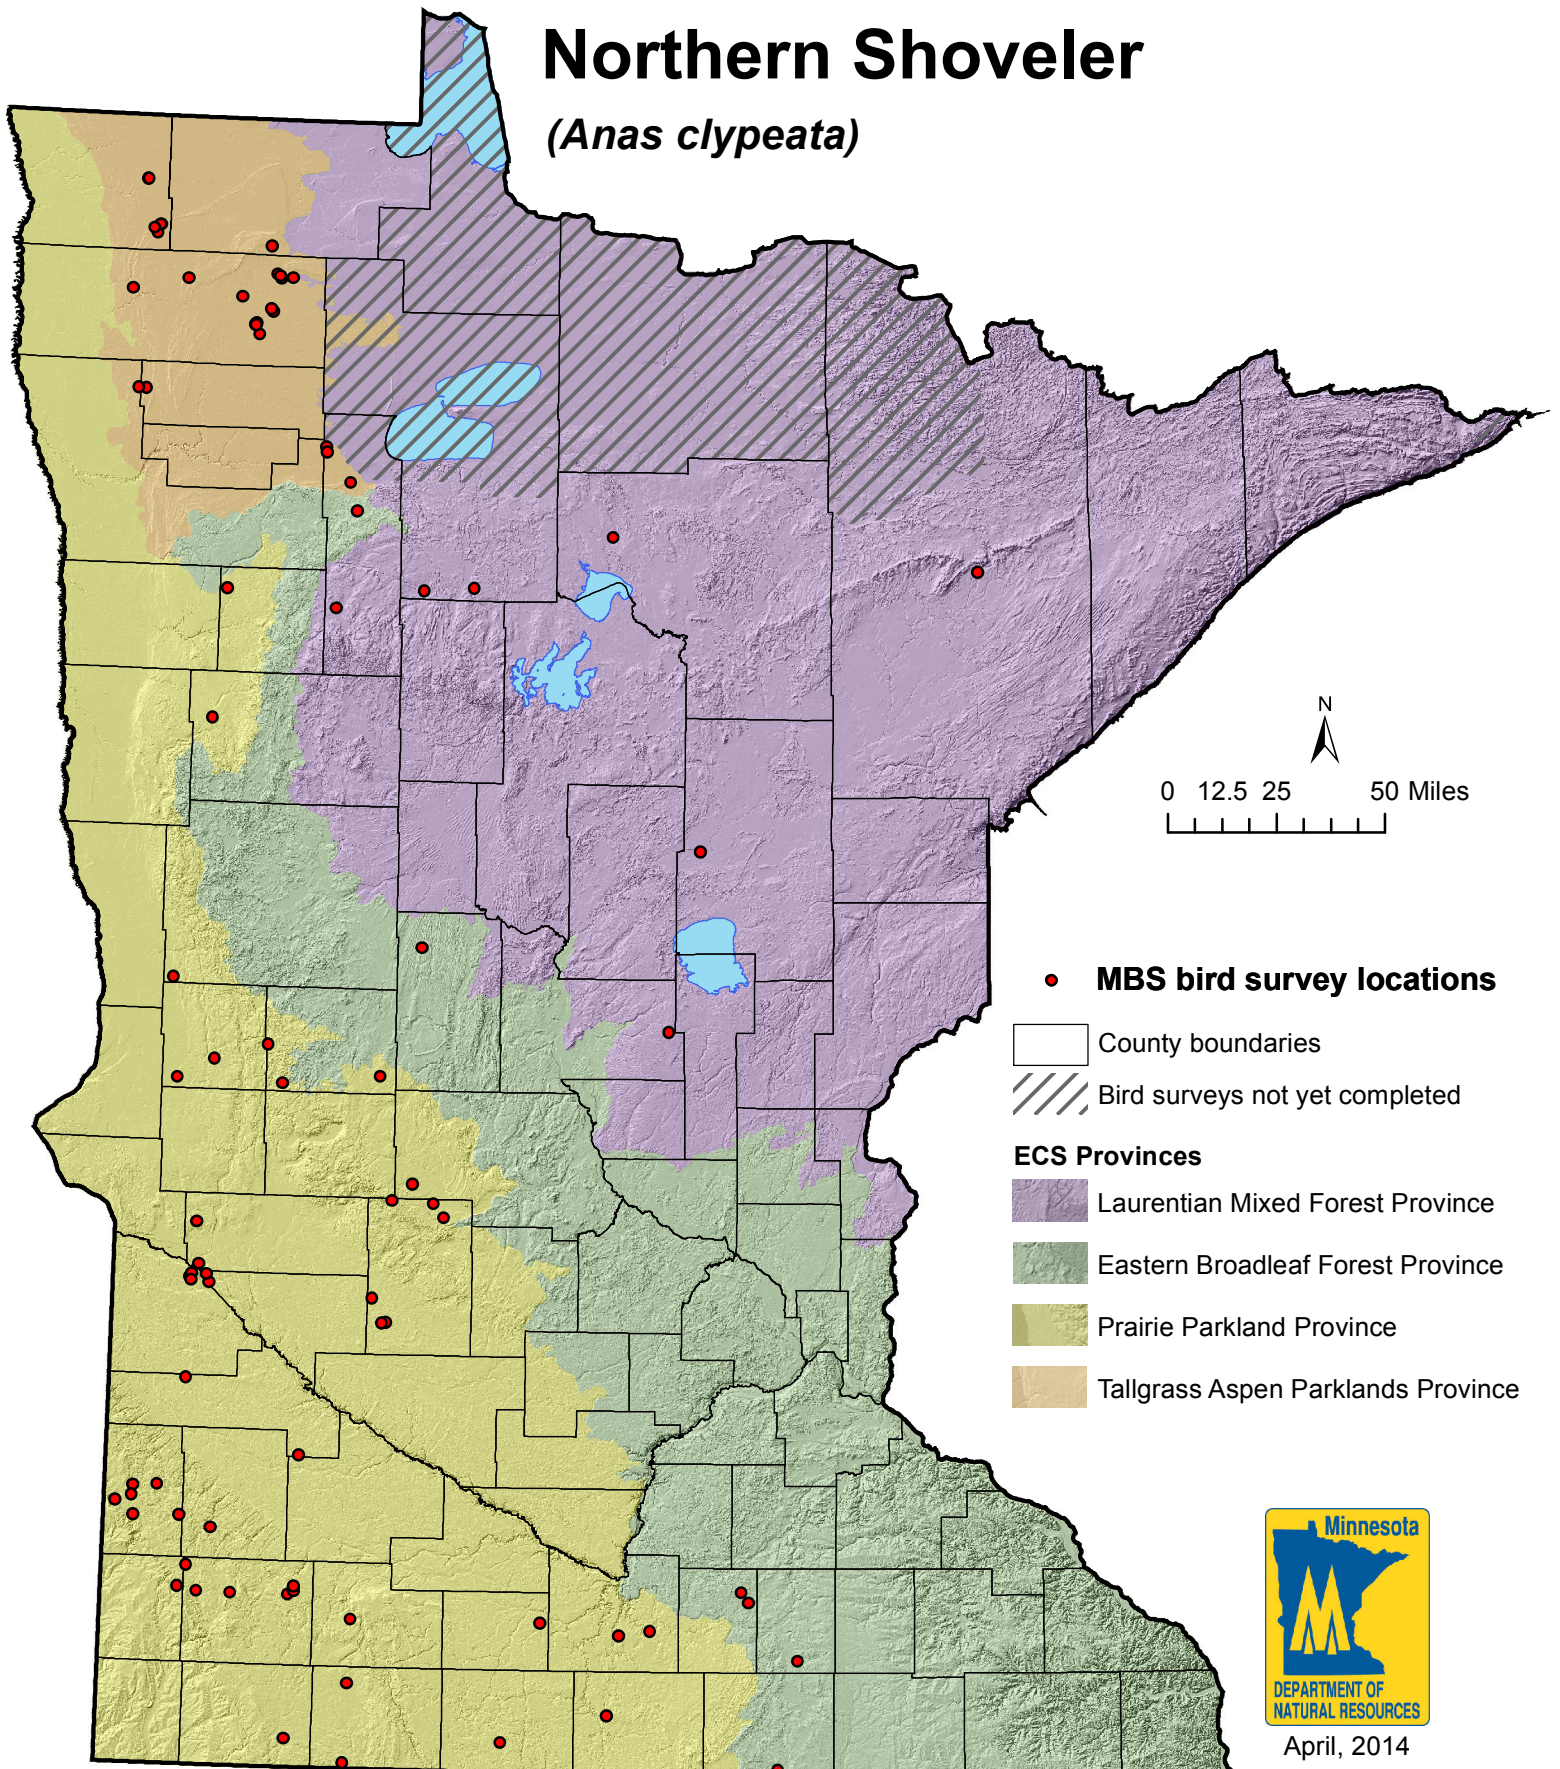 Northern Shoveler
(Anas clypeata)
N
0 12.5 25 50 Miles
MBS bird survey locations
County boundaries
Bird surveys not yet completed
ECS Provinces
Laurentian Mixed Forest Province
Eastern Broadleaf Forest Province
Prairie Parkland Province
Tallgrass Aspen Parklands Province
Minnesota
DEPARTMENT OF
NATURAL RESOURCES
April, 2014